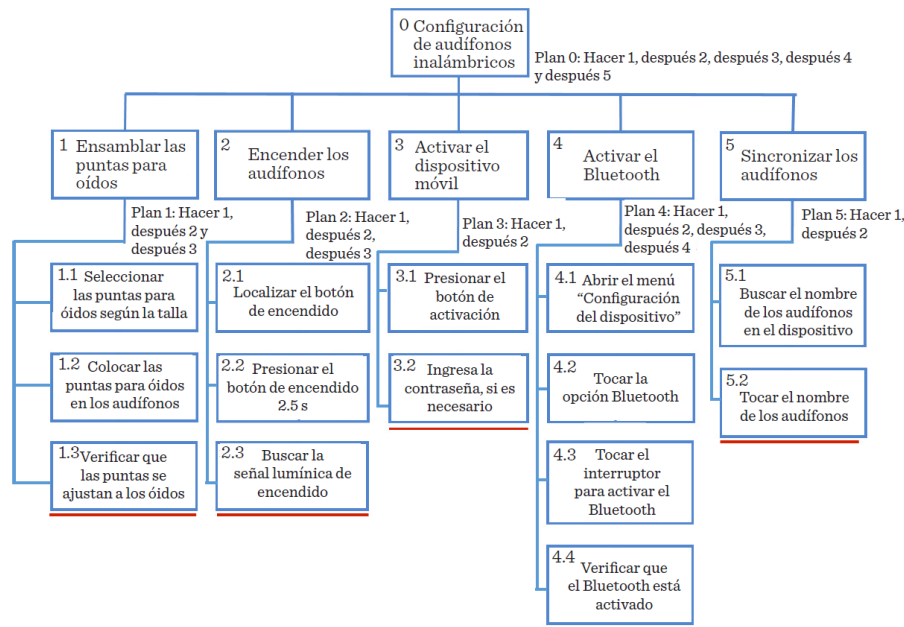 0 Configuración
de audífonos
inalámbricos
Plan 0: Hacer 1, después 2, después 3, después 4
y después 5
1 Ensamblar las
puntas para
oídos
2
Encender los
audífonos
3
Activar el
dispositivo
móvil
4
Activar el
Bluetooth
5
Sincronizar los
audífonos
Plan 1: Hacer 1,
después 2 y
después 3
Plan 2: Hacer 1,
después 2,
después 3
Plan 3: Hacer 1,
después 2
Plan 4: Hacer 1,
después 2, después 3,
después 4
Plan 5: Hacer 1,
después 2
1.1 Seleccionar
las puntas para
óidos según la talla
2.1
Localizar el botón
de encendido
3.1
Presionar el
botón de
activación
4.1 Abrir el menú
“Configuración
del dispositivo”
5.1
Buscar el nombre
de los audífonos
en el dispositivo
1.2 Colocar las
puntas para óidos
en los audífonos
2.2 Presionar el
botón de encendido
2.5 s
3.2 Ingresa la
contraseña, si es
necesario
4.2
Tocar la
opción Bluetooth
5.2
Tocar el nombre
de los audífonos
1.3 Verificar que
las puntas se
ajustan a los óidos
2.3 Buscar la
señal lumínica de
encendido
4.3
Tocar el
interruptor
para activar el
Bluetooth
4.4
Verificar que
el Bluetooth está
activado